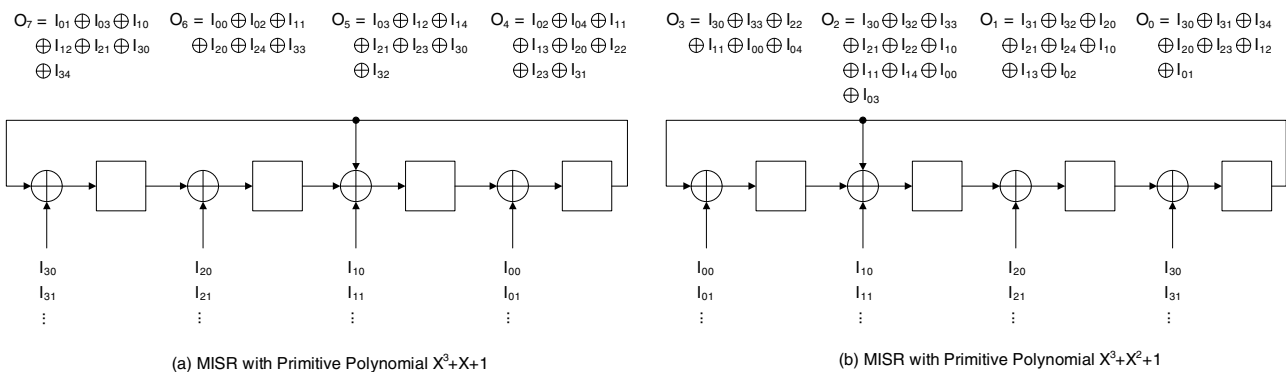 O7 = I01 ⊕ I03 ⊕ I10
⊕ I12 ⊕ I21 ⊕ I30
⊕ I34
O6 = I00 ⊕ I02 ⊕ I11
⊕ I20 ⊕ I24 ⊕ I33
O5 = I03 ⊕ I12 ⊕ I14
⊕ I21 ⊕ I23 ⊕ I30
⊕ I32
O4 = I02 ⊕ I04 ⊕ I11
⊕ I13 ⊕ I20 ⊕ I22
⊕ I23 ⊕ I31
I30
I31
⋮
I20
I21
⋮
I10
I11
⋮
I00
I01
⋮
(a) MISR with Primitive Polynomial X³+X+1
O3 = I30 ⊕ I33 ⊕ I22
⊕ I11 ⊕ I00 ⊕ I04
O2 = I30 ⊕ I32 ⊕ I33
⊕ I21 ⊕ I22 ⊕ I10
⊕ I11 ⊕ I14 ⊕ I00
⊕ I03
O1 = I31 ⊕ I32 ⊕ I20
⊕ I21 ⊕ I24 ⊕ I10
⊕ I13 ⊕ I02
O0 = I30 ⊕ I31 ⊕ I34
⊕ I20 ⊕ I23 ⊕ I12
⊕ I01
I00
I01
⋮
I10
I11
⋮
I20
I21
⋮
I30
I31
⋮
(b) MISR with Primitive Polynomial X³+X²+1